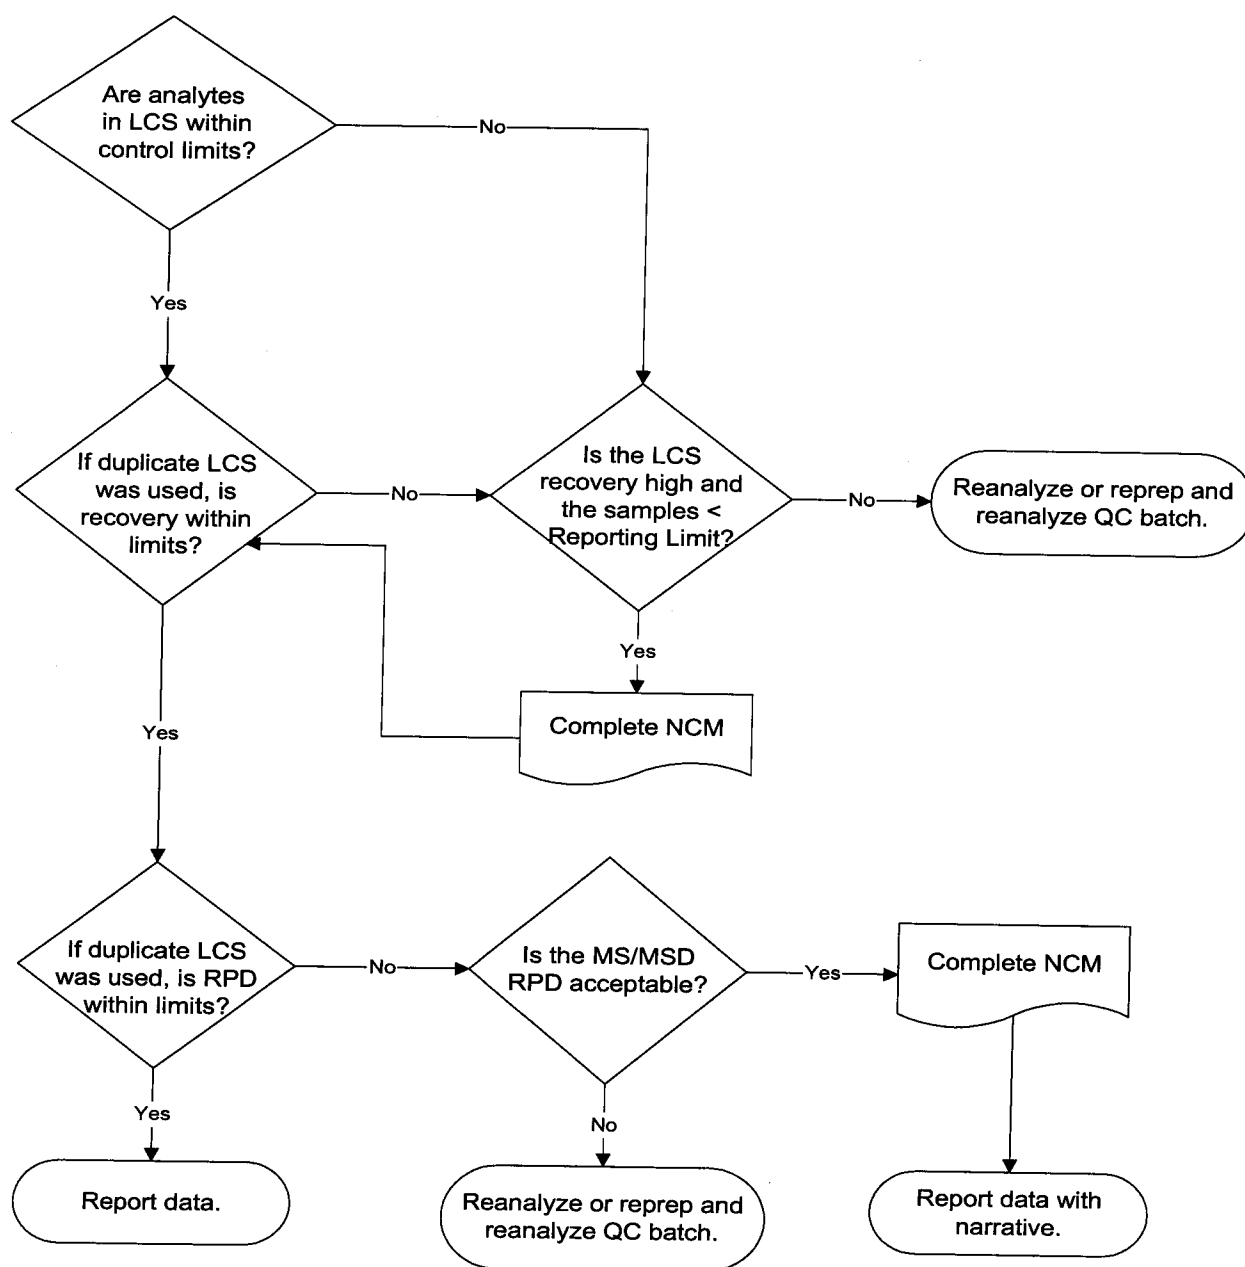 Are analytes
in LCS within
control limits?
No
Yes
If duplicate LCS
was used, is
recovery within
limits?
No
Is the LCS
recovery high and
the samples <
Reporting Limit?
No
Reanalyze or reprep and
reanalyze QC batch.
Yes
Complete NCM
Yes
If duplicate LCS
was used, is RPD
within limits?
No
Is the MS/MSD
RPD acceptable?
Yes
Complete NCM
Yes
No
Report data.
Reanalyze or reprep and
reanalyze QC batch.
Report data with
narrative.